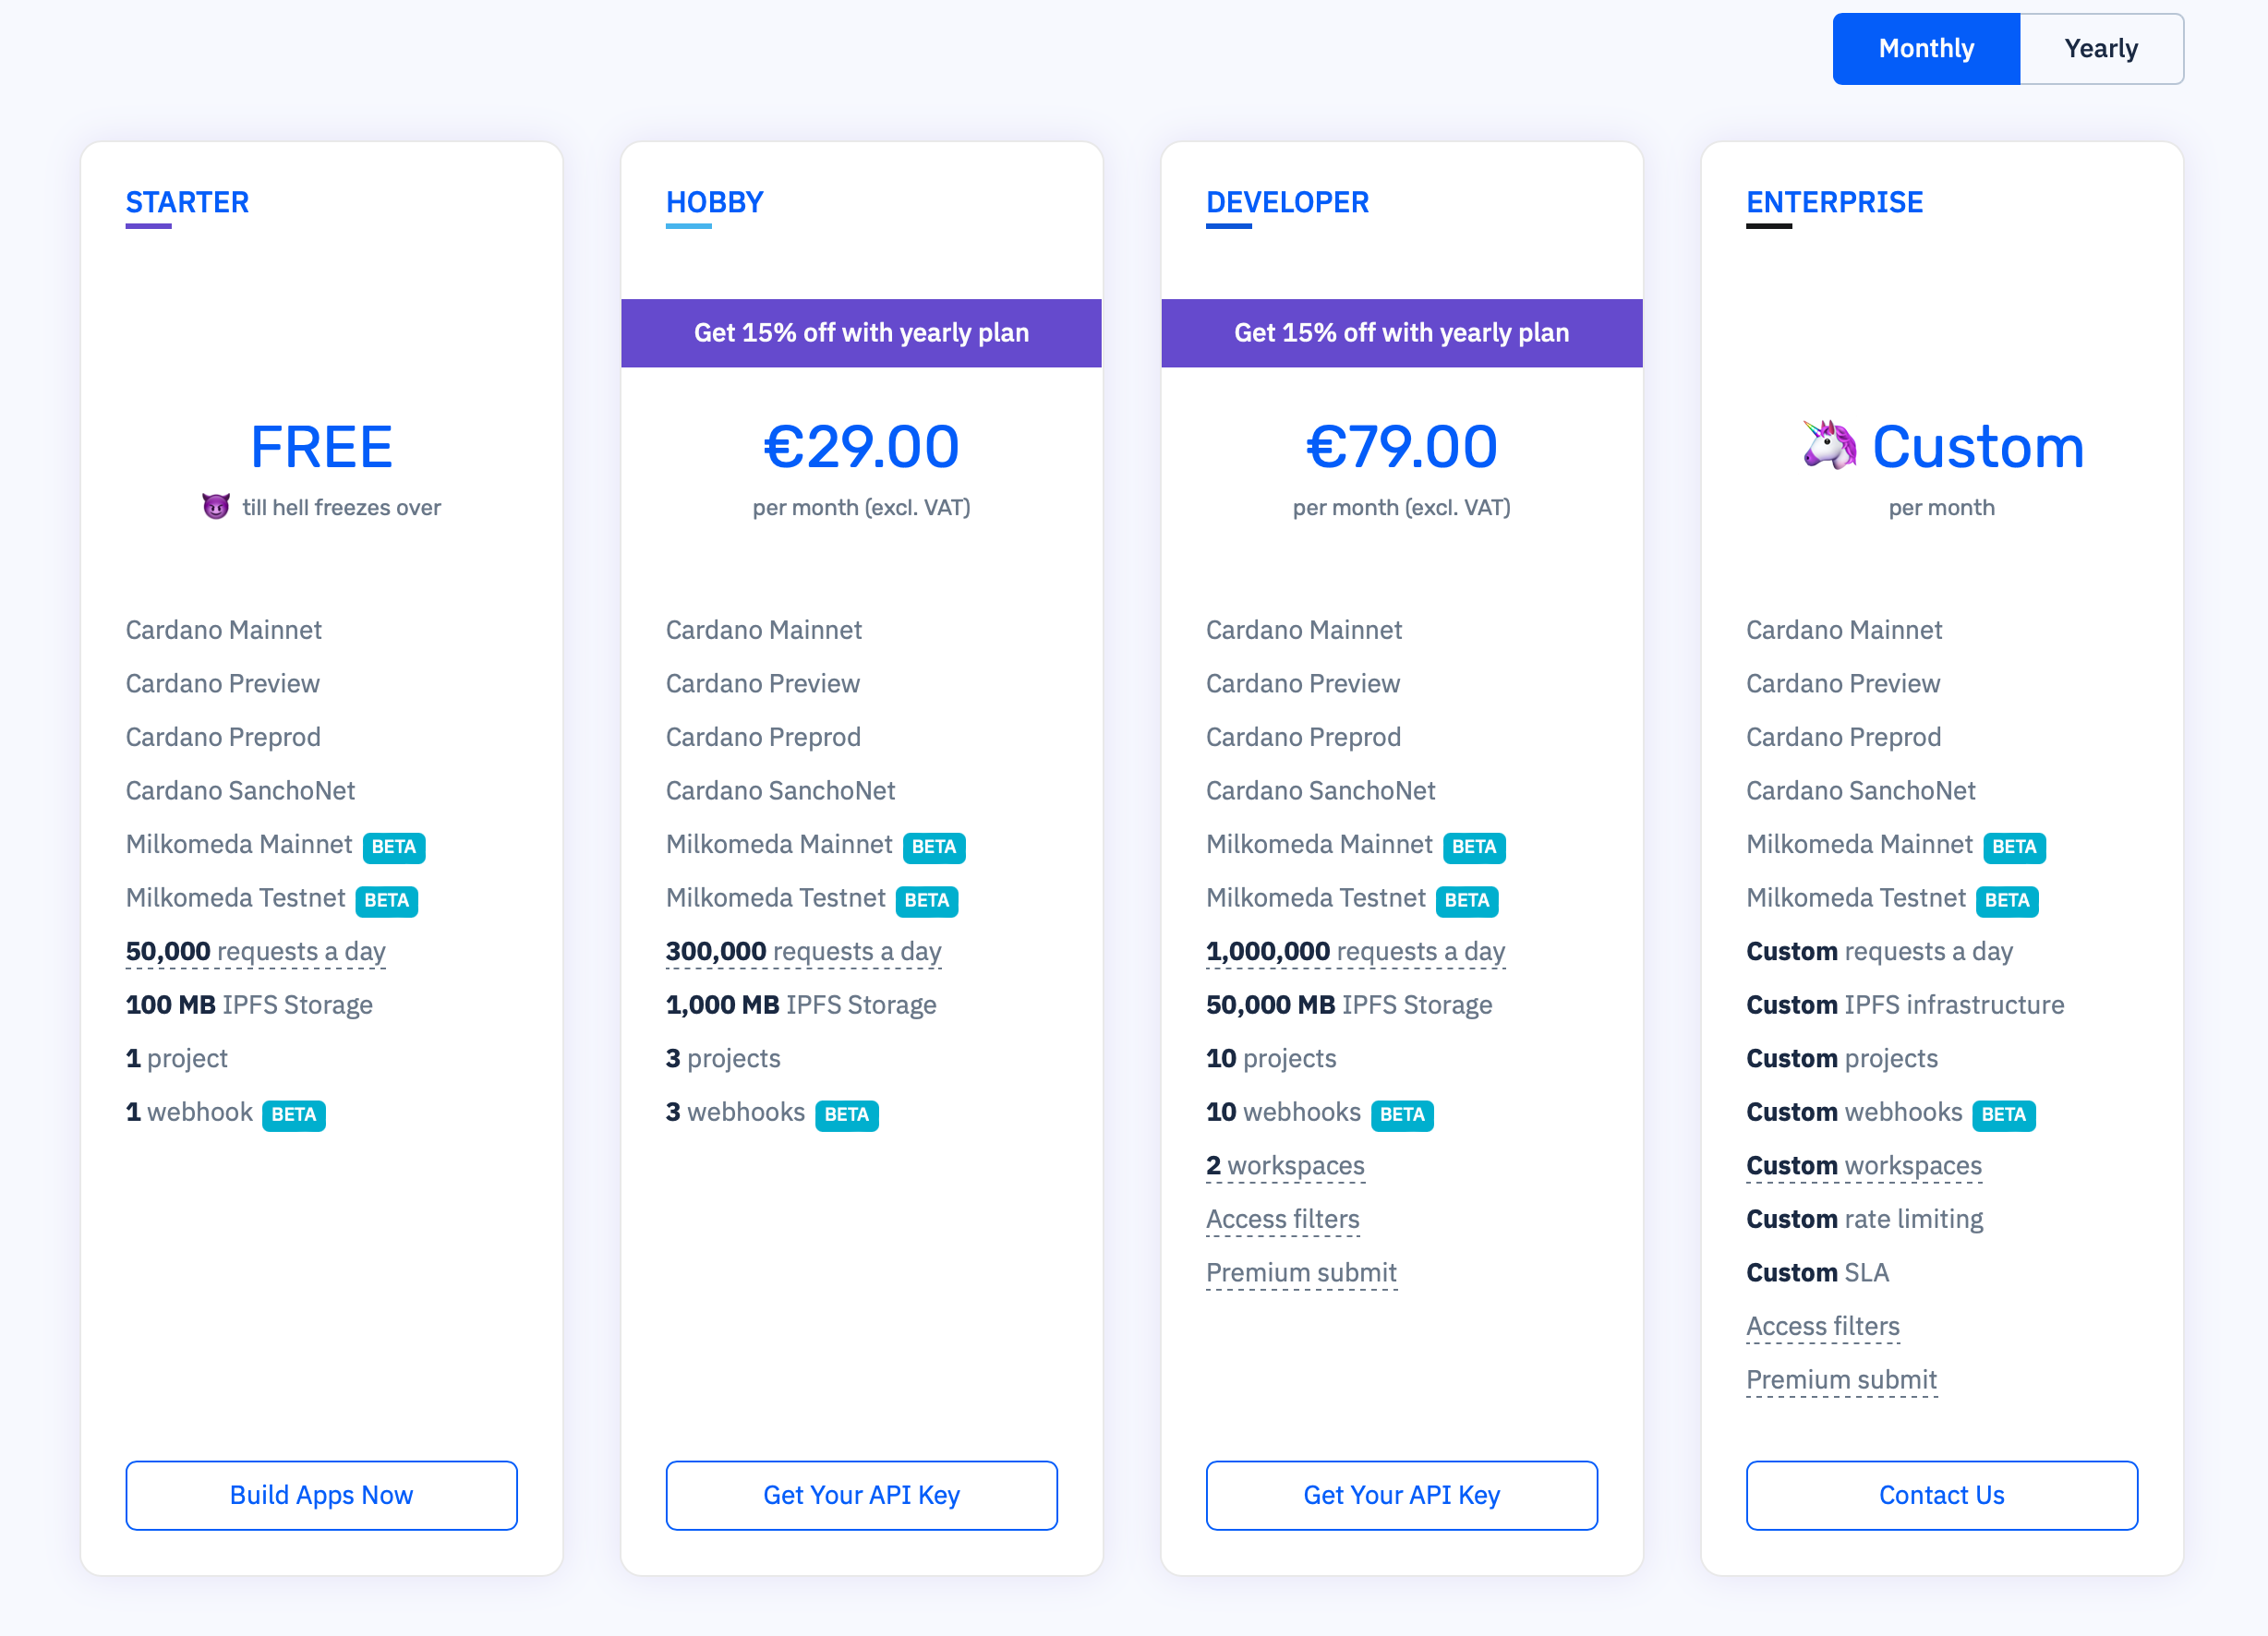 Monthly
Yearly
STARTER
FREE
😈 till hell freezes over
Cardano Mainnet
Cardano Preview
Cardano Preprod
Cardano SanchoNet
Milkomeda Mainnet BETA
Milkomeda Testnet BETA
50,000 requests a day
100 MB IPFS Storage
1 project
1 webhook BETA
Build Apps Now
HOBBY
Get 15% off with yearly plan
€29.00
per month (excl. VAT)
Cardano Mainnet
Cardano Preview
Cardano Preprod
Cardano SanchoNet
Milkomeda Mainnet BETA
Milkomeda Testnet BETA
300,000 requests a day
1,000 MB IPFS Storage
3 projects
3 webhooks BETA
Get Your API Key
DEVELOPER
Get 15% off with yearly plan
€79.00
per month (excl. VAT)
Cardano Mainnet
Cardano Preview
Cardano Preprod
Cardano SanchoNet
Milkomeda Mainnet BETA
Milkomeda Testnet BETA
1,000,000 requests a day
50,000 MB IPFS Storage
10 projects
10 webhooks BETA
2 workspaces
Access filters
Premium submit
Get Your API Key
ENTERPRISE
🦄 Custom
per month
Cardano Mainnet
Cardano Preview
Cardano Preprod
Cardano SanchoNet
Milkomeda Mainnet BETA
Milkomeda Testnet BETA
Custom requests a day
Custom IPFS infrastructure
Custom projects
Custom webhooks BETA
Custom workspaces
Custom rate limiting
Custom SLA
Access filters
Premium submit
Contact Us